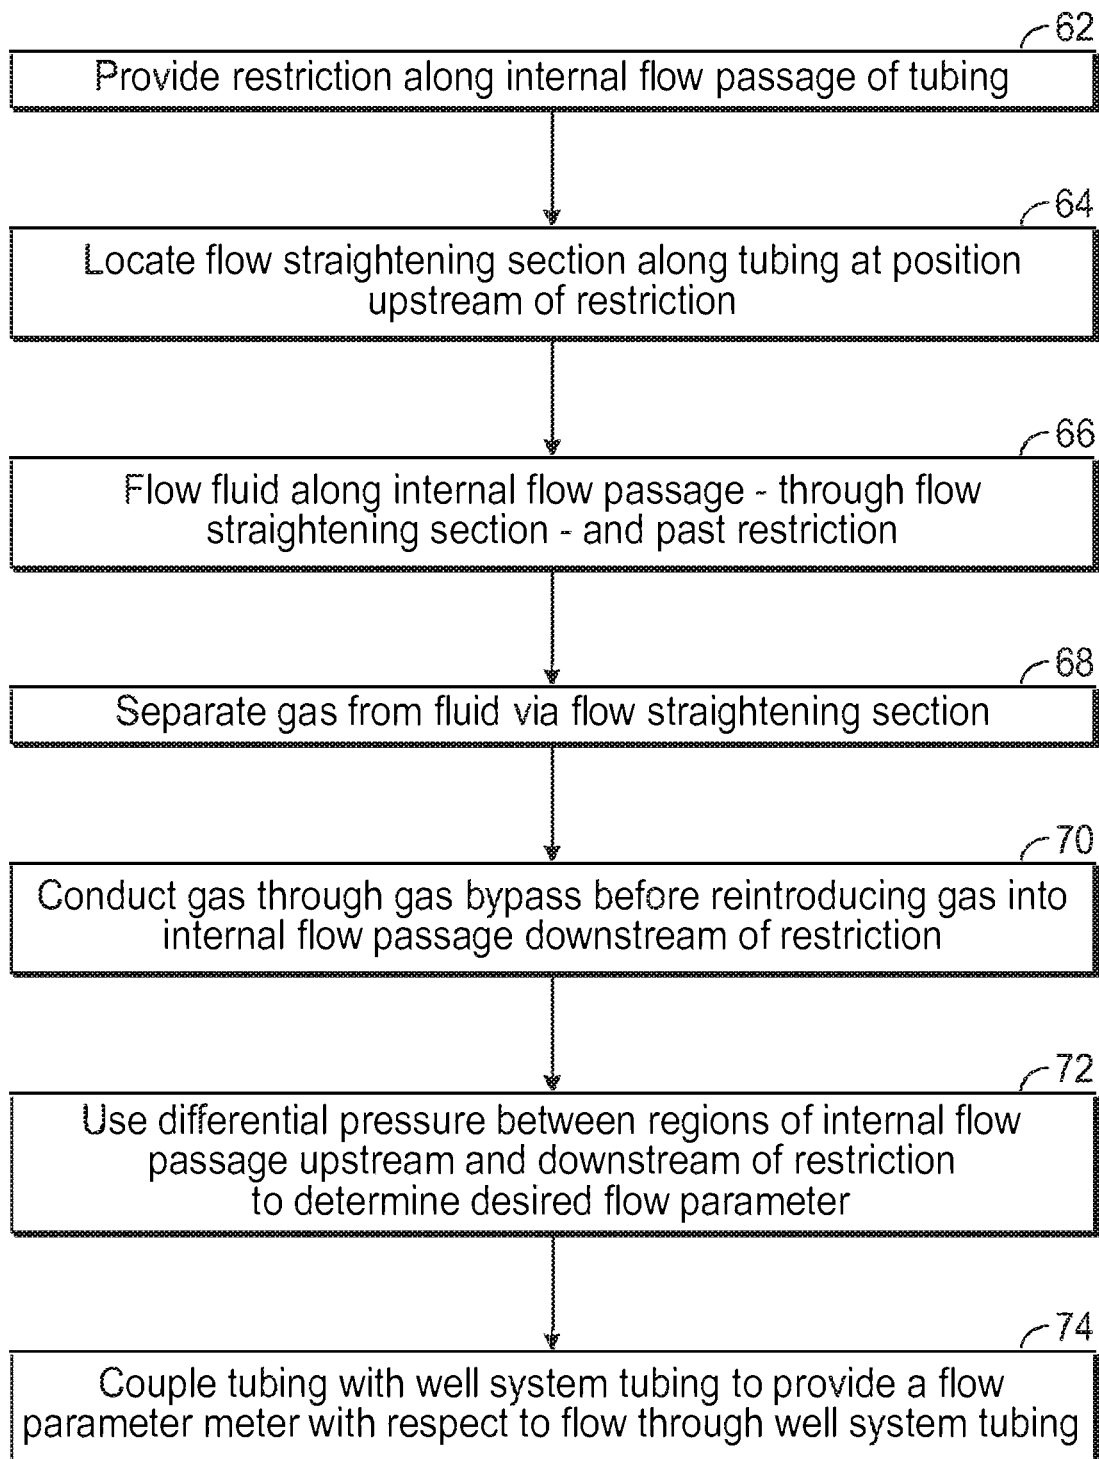 62
Provide restriction along internal flow passage of tubing
64
Locate flow straightening section along tubing at position
upstream of restriction
66
Flow fluid along internal flow passage - through flow
straightening section - and past restriction
68
Separate gas from fluid via flow straightening section
70
Conduct gas through gas bypass before reintroducing gas into
internal flow passage downstream of restriction
72
Use differential pressure between regions of internal flow
passage upstream and downstream of restriction
to determine desired flow parameter
74
Couple tubing with well system tubing to provide a flow
parameter meter with respect to flow through well system tubing